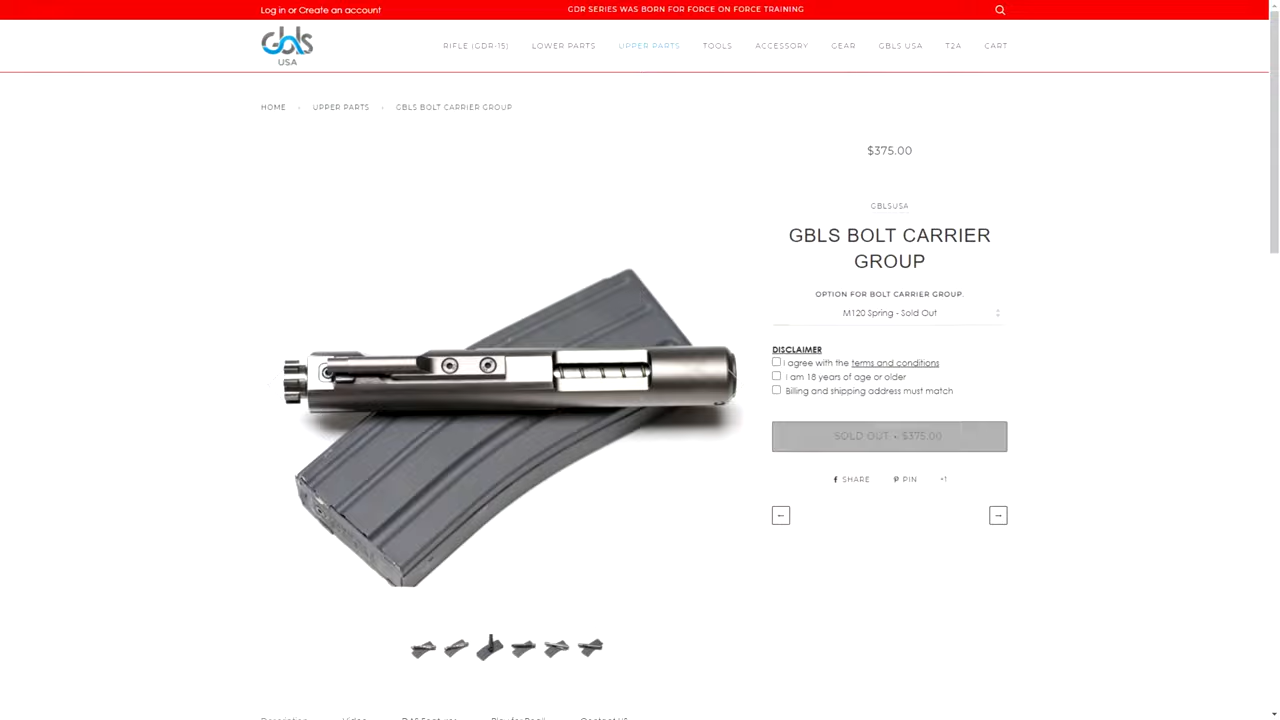 Log in or Create an account
GDR SERIES WAS BORN FOR FORCE ON FORCE TRAINING
gbls
USA
RIFLE (GDR-15) LOWER PARTS UPPER PARTS TOOLS ACCESSORY GEAR GBLS USA T2A CART
HOME · UPPER PARTS · GBLS BOLT CARRIER GROUP
$375.00
GBLSUSA
GBLS BOLT CARRIER
GROUP
OPTION FOR BOLT CARRIER GROUP.
M120 Spring - Sold Out
DISCLAIMER
I agree with the terms and conditions
I am 18 years of age or older
Billing and shipping address must match
SOLD OUT • $375.00
SHARE PIN +1
← →